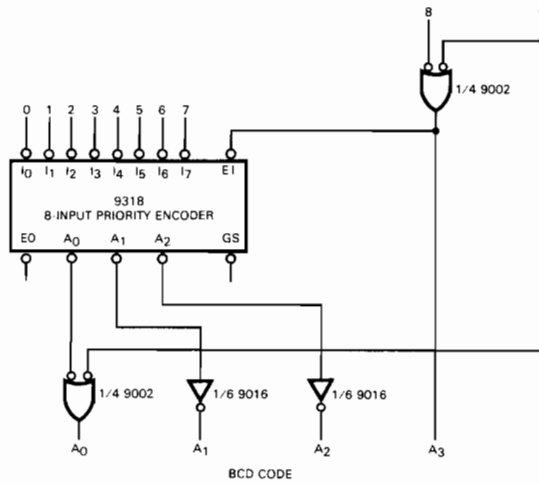 8
1/4 9002
0 1 2 3 4 5 6 7
I0 I1 I2 I3 I4 I5 I6 I7 EI
9318
8-INPUT PRIORITY ENCODER
EO A0 A1 A2 GS
1/4 9002 1/6 9016 1/6 9016
A0 A1 A2 A3
BCD CODE